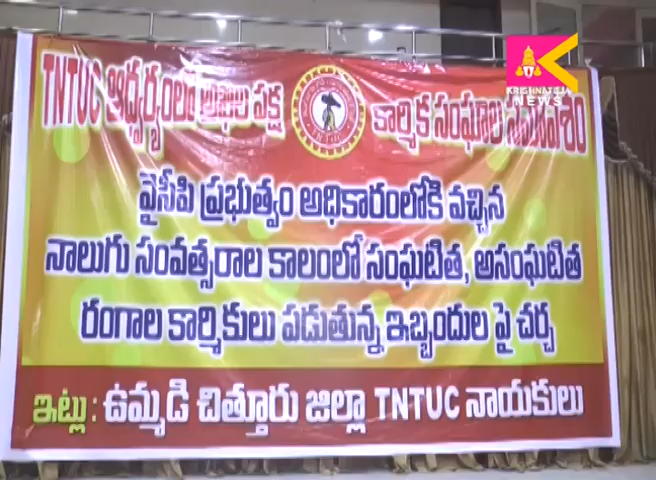 KRISHNATEJA
NEWS
TNTUC ఆధ్వర్యంలో అఖిల పక్ష
కార్మిక సంఘాల సమావేశం
TNTUC
వైసీపి ప్రభుత్వం అధికారంలోకి వచ్చిన
నాలుగు సంవత్సరాల కాలంలో సంఘటిత, అసంఘటిత
రంగాల కార్మికులు పడుతున్న ఇబ్బందుల పై చర్చ
ఇట్లు : ఉమ్మడి చిత్తూరు జిల్లా TNTUC నాయకులు